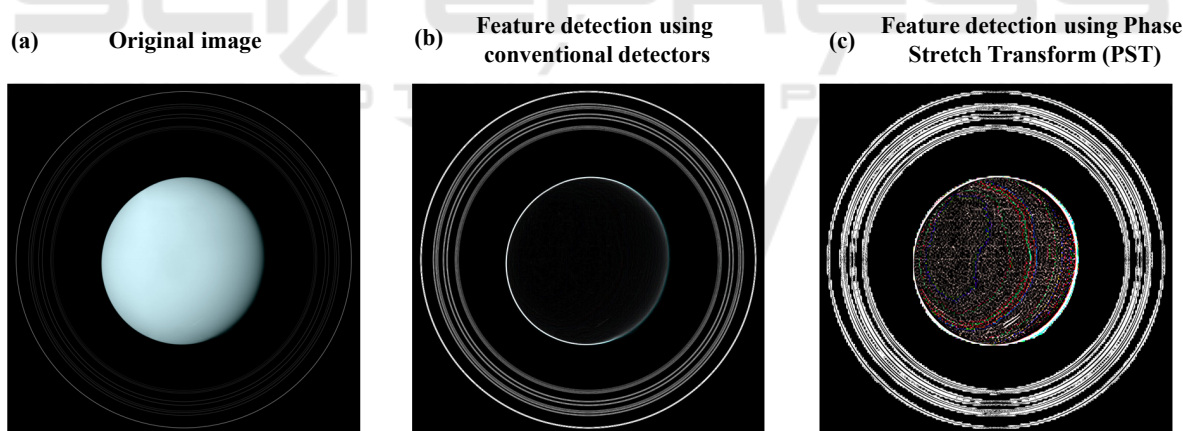 (a) Original image
(b) Feature detection using
conventional detectors
(c) Feature detection using Phase
Stretch Transform (PST)